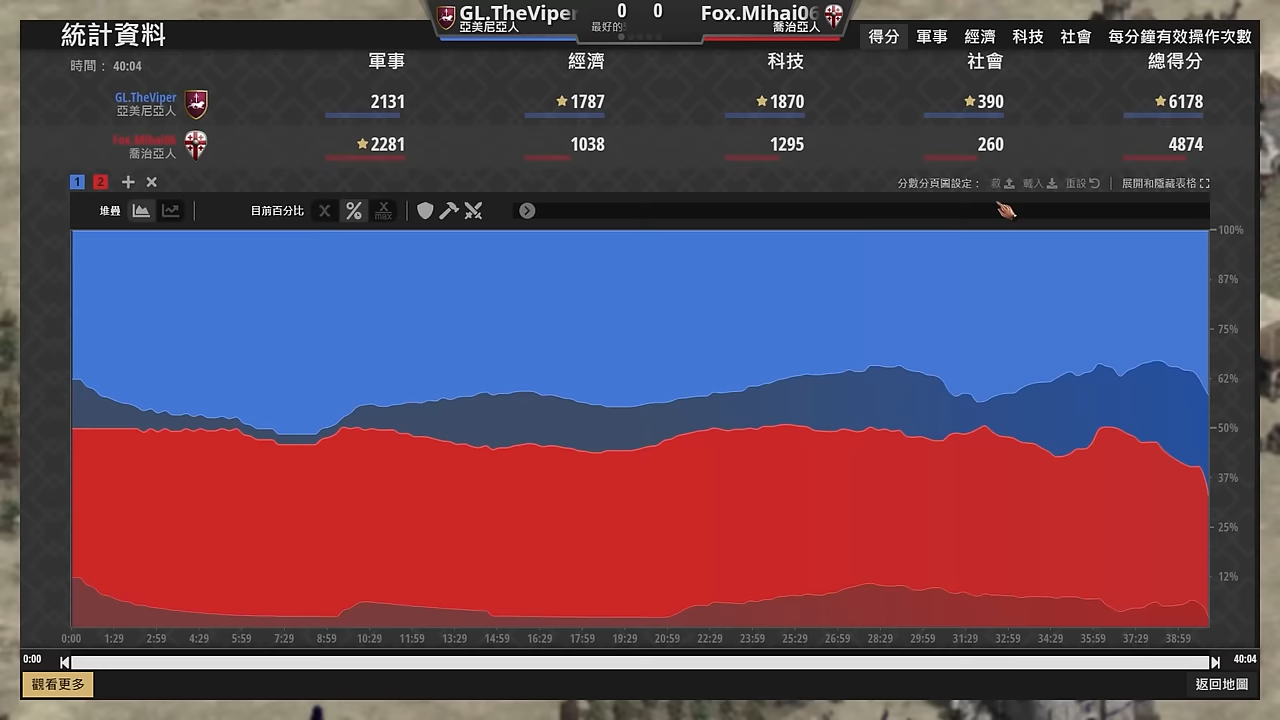 GL.TheViper
亞美尼亞人
0 0
最好的
Fox.Mihai06
喬治亞人
統計資料
得分 軍事 經濟 科技 社會 每分鐘有效操作次數
時間： 40:04
軍事 經濟 科技 社會 總得分
GL.TheViper
亞美尼亞人
2131 1787 1870 390 6178
Fox.Mihai06
喬治亞人
2281 1038 1295 260 4874
1 2
分數分頁圖設定： 載入 重設 展開和隱藏表格
堆疊 目前百分比 X % X max
100%
87%
75%
62%
50%
37%
25%
12%
0:00 1:29 2:59 4:29 5:59 7:29 8:59 10:29 11:59 13:29 14:59 16:29 17:59 19:29 20:59 22:29 23:59 25:29 26:59 28:29 29:59 31:29 32:59 34:29 35:59 37:29 38:59
0:00 40:04
觀看更多 返回地圖